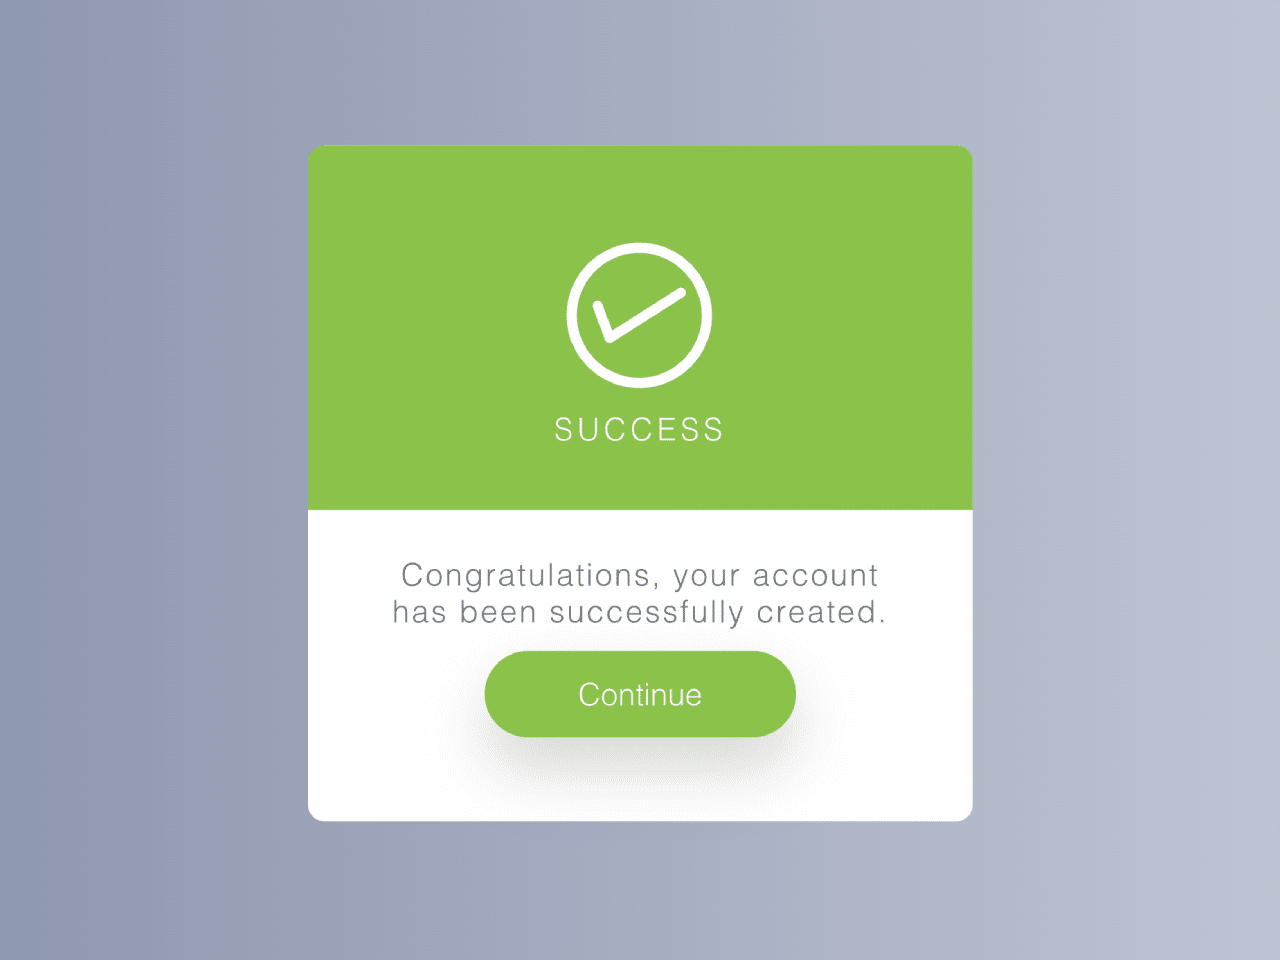 SUCCESS
Congratulations, your account
has been successfully created.
Continue